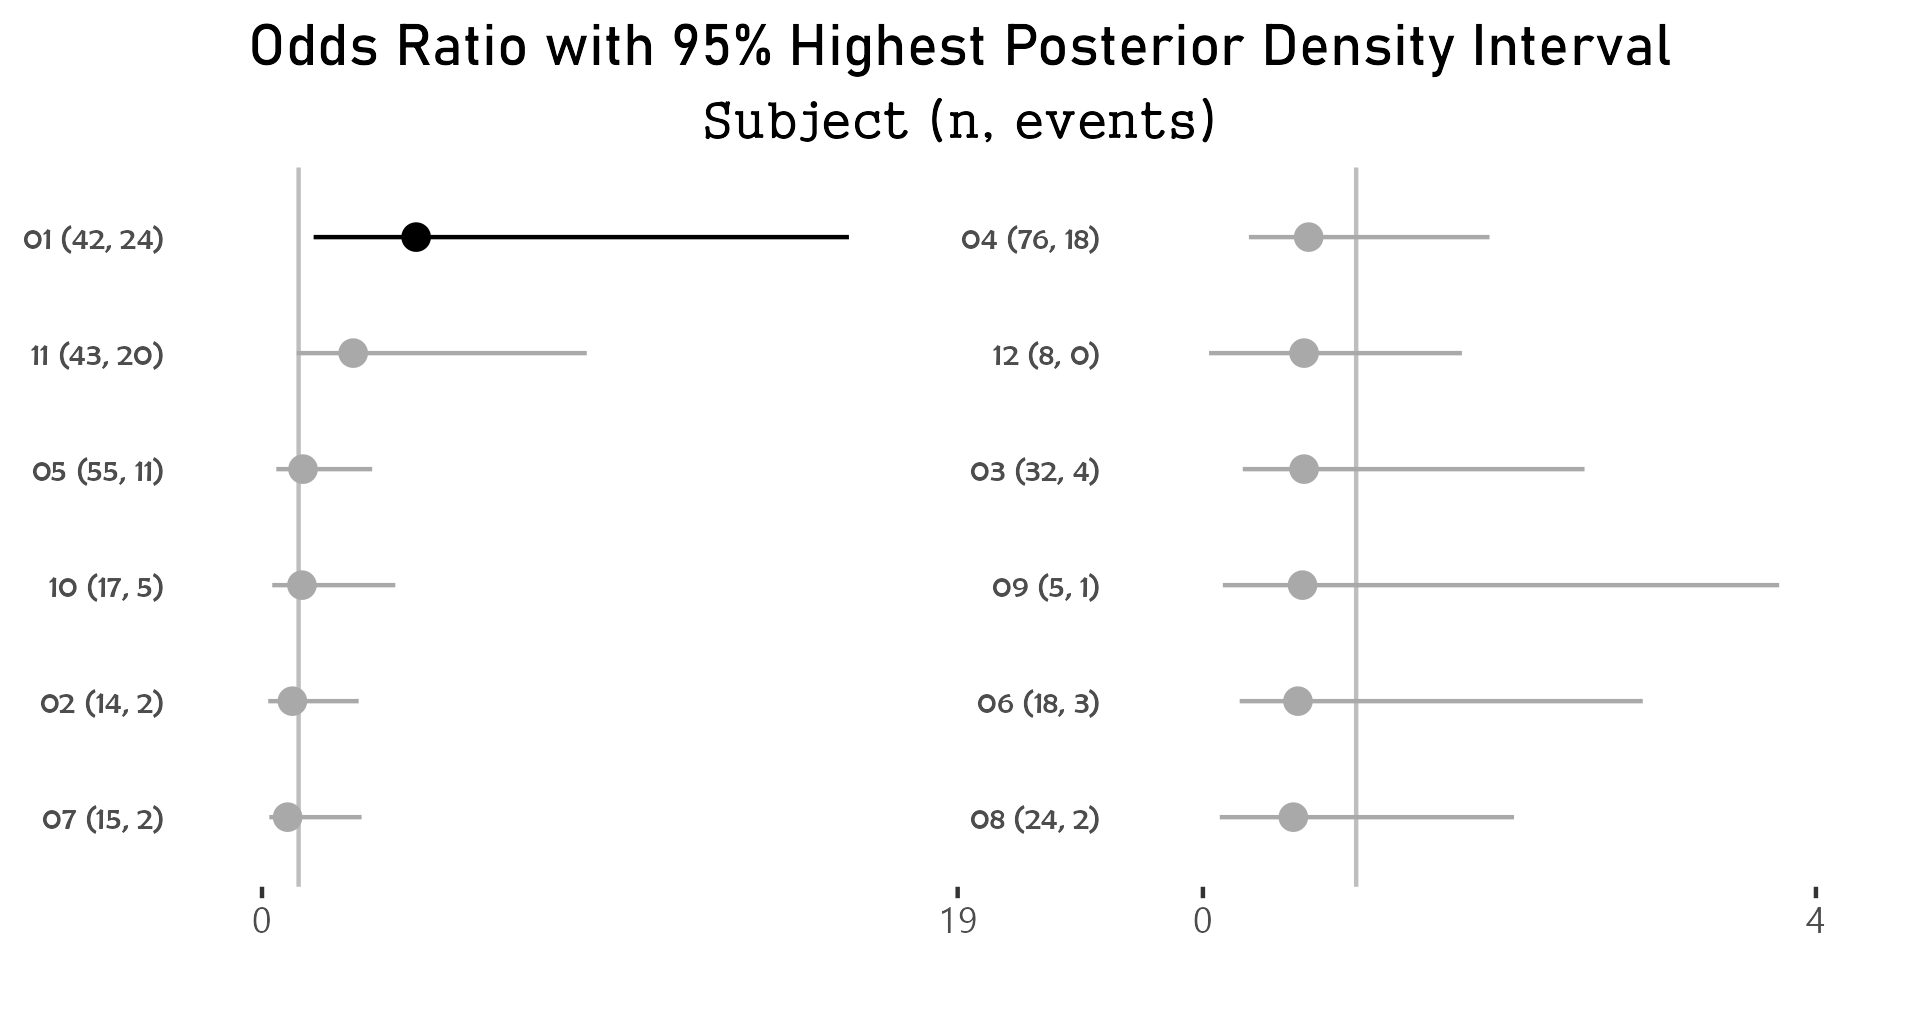 Odds Ratio with 95% Highest Posterior Density Interval
Subject (n, events)
01 (42, 24)
11 (43, 20)
05 (55, 11)
10 (17, 5)
02 (14, 2)
07 (15, 2)
0 19
04 (76, 18)
12 (8, 0)
03 (32, 4)
09 (5, 1)
06 (18, 3)
08 (24, 2)
0 4